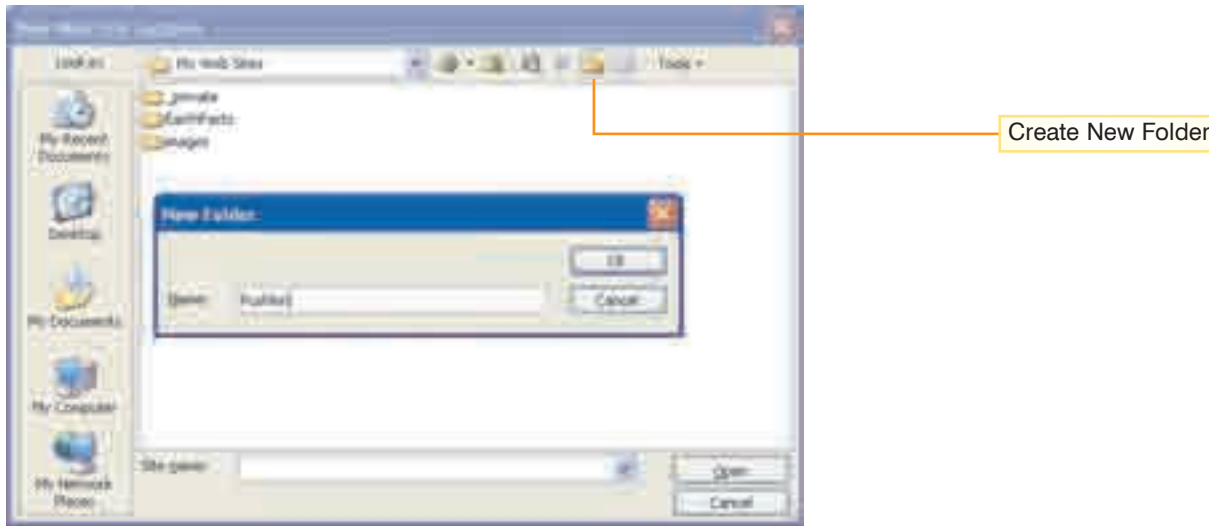 Look in:
My Web Sites
Tools
_private
EarthFacts
images
My Recent
Documents
Desktop
My Documents
My Computer
My Network
Places
New Folder
OK
Name:
Cancel
Site name:
Open
Cancel
Create New Folder